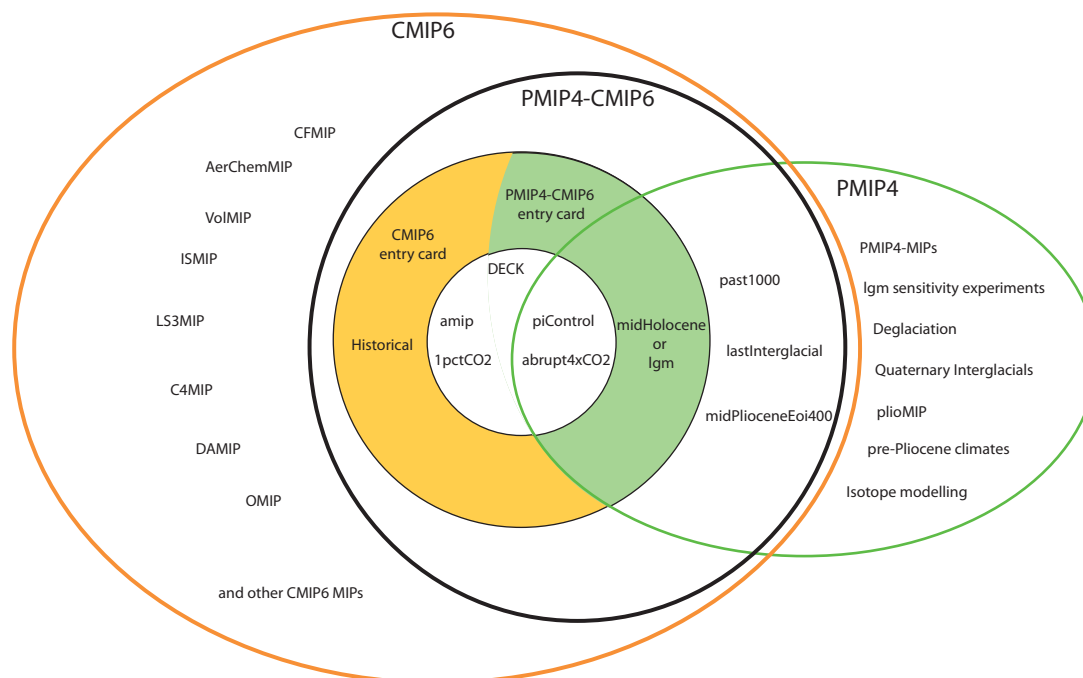 CMIP6
PMIP4-CMIP6
CFMIP
AerChemMIP
VolMIP
ISMIP
LS3MIP
C4MIP
DAMIP
OMIP
and other CMIP6 MIPs
CMIP6
entry card
Historical
PMIP4-CMIP6
entry card
DECK
amip
1pctCO2
piControl
abrupt4xCO2
midHolocene
or
lgm
past1000
lastInterglacial
midPlioceneEoi400
PMIP4
PMIP4-MIPs
lgm sensitivity experiments
Deglaciation
Quaternary Interglacials
plioMIP
pre-Pliocene climates
Isotope modelling